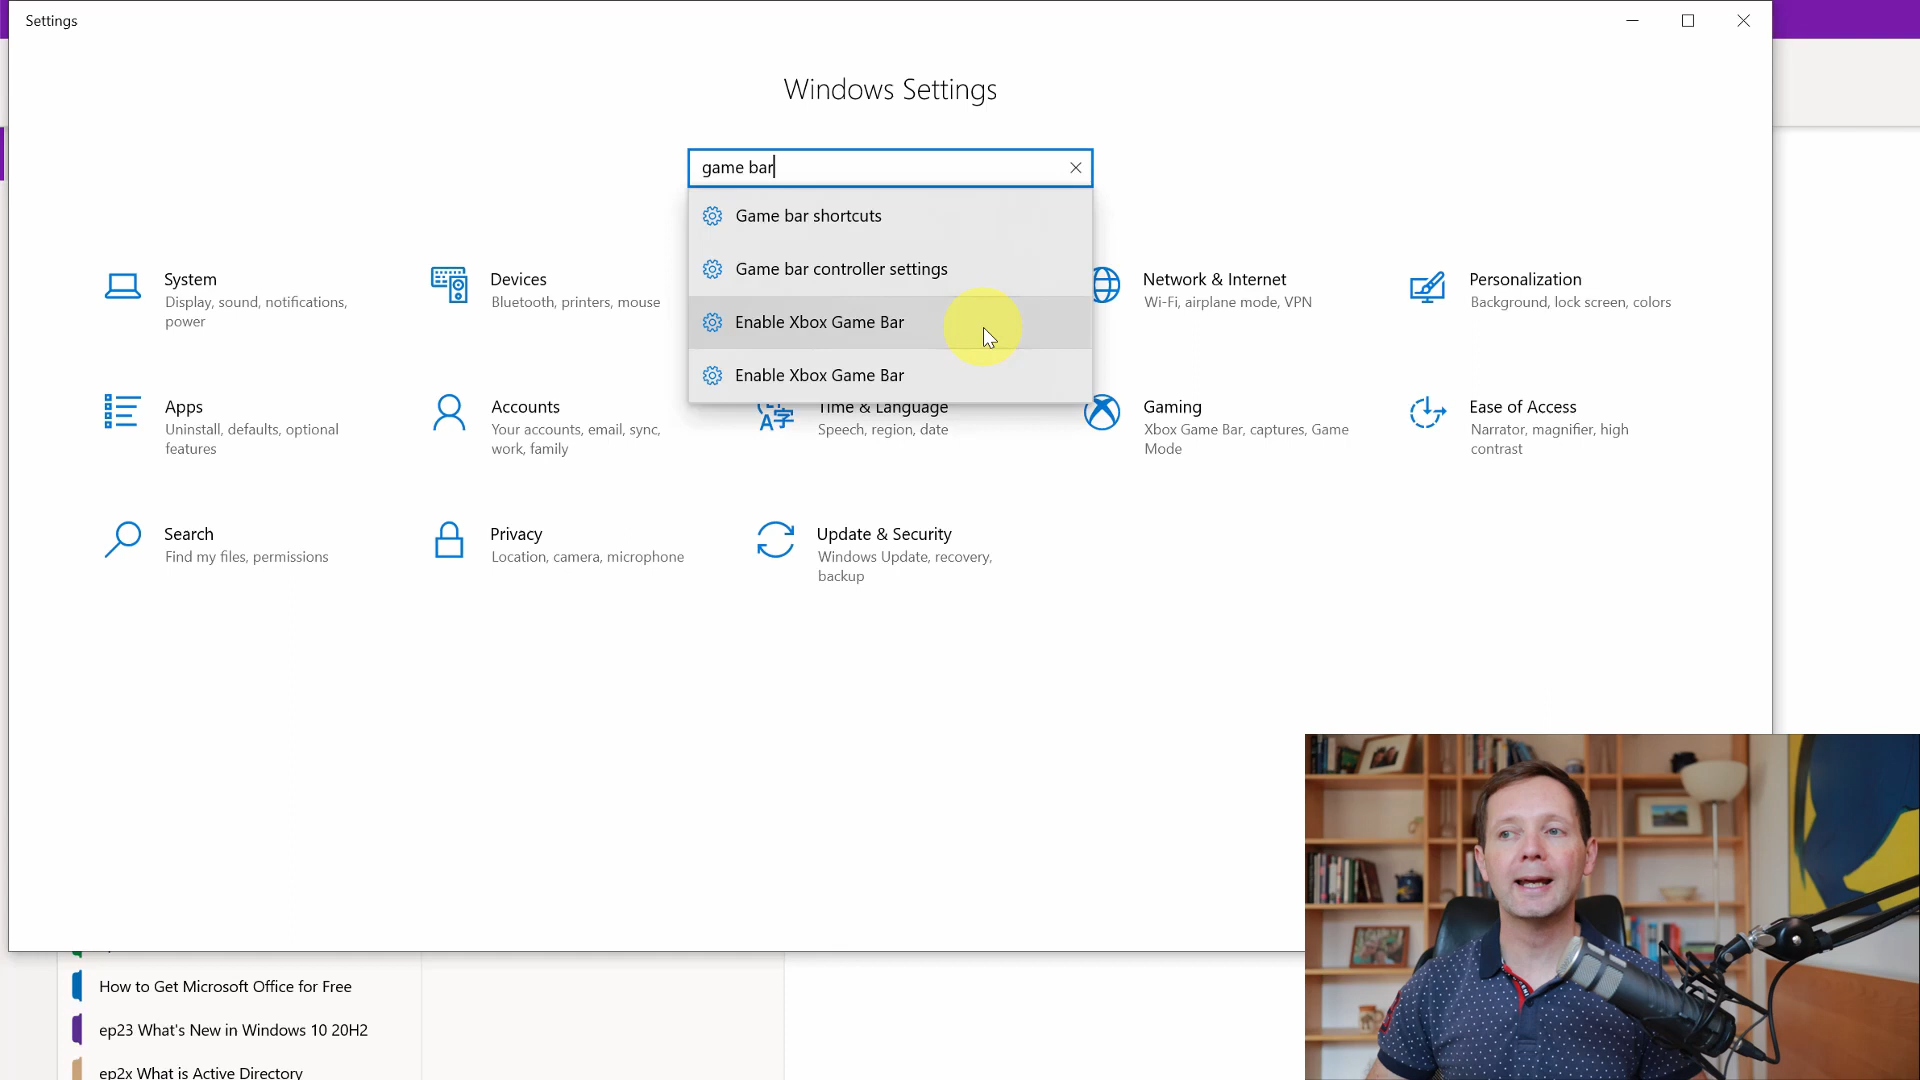 Settings
Windows Settings
game bar
Game bar shortcuts
Game bar controller settings
Enable Xbox Game Bar
Enable Xbox Game Bar
System
Display, sound, notifications,
power
Devices
Bluetooth, printers, mouse
Network & Internet
Wi-Fi, airplane mode, VPN
Personalization
Background, lock screen, colors
Apps
Uninstall, defaults, optional
features
Accounts
Your accounts, email, sync,
work, family
Time & Language
Speech, region, date
Gaming
Xbox Game Bar, captures, Game
Mode
Ease of Access
Narrator, magnifier, high
contrast
Search
Find my files, permissions
Privacy
Location, camera, microphone
Update & Security
Windows Update, recovery,
backup
How to Get Microsoft Office for Free
ep23 What's New in Windows 10 20H2
ep2x What is Active Directory